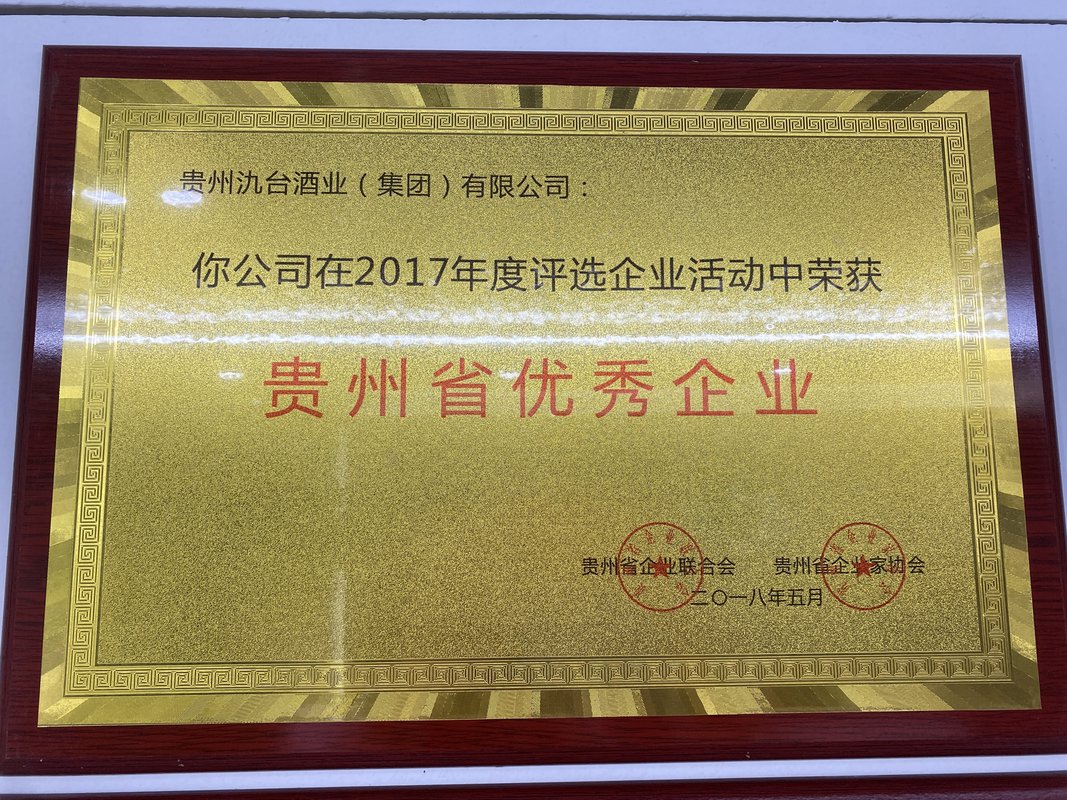 贵州氿台酒业（集团）有限公司：
你公司在2017年度评选企业活动中荣获
贵州省优秀企业
贵州省企业联合会 贵州省企业家协会
二〇一八年五月